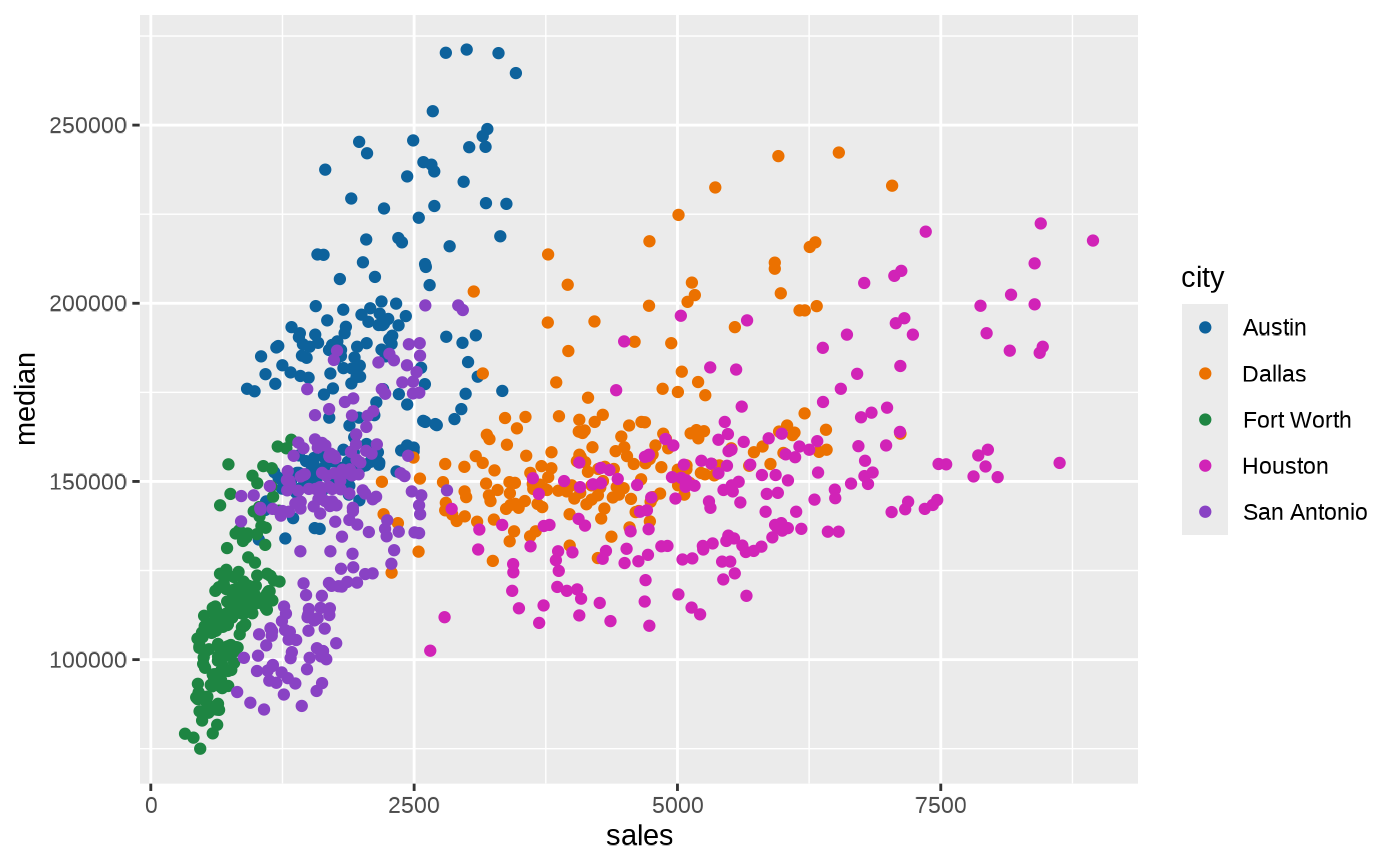 250000
200000
150000
100000
median
0
2500
5000
7500
sales
city
Austin
Dallas
Fort Worth
Houston
San Antonio